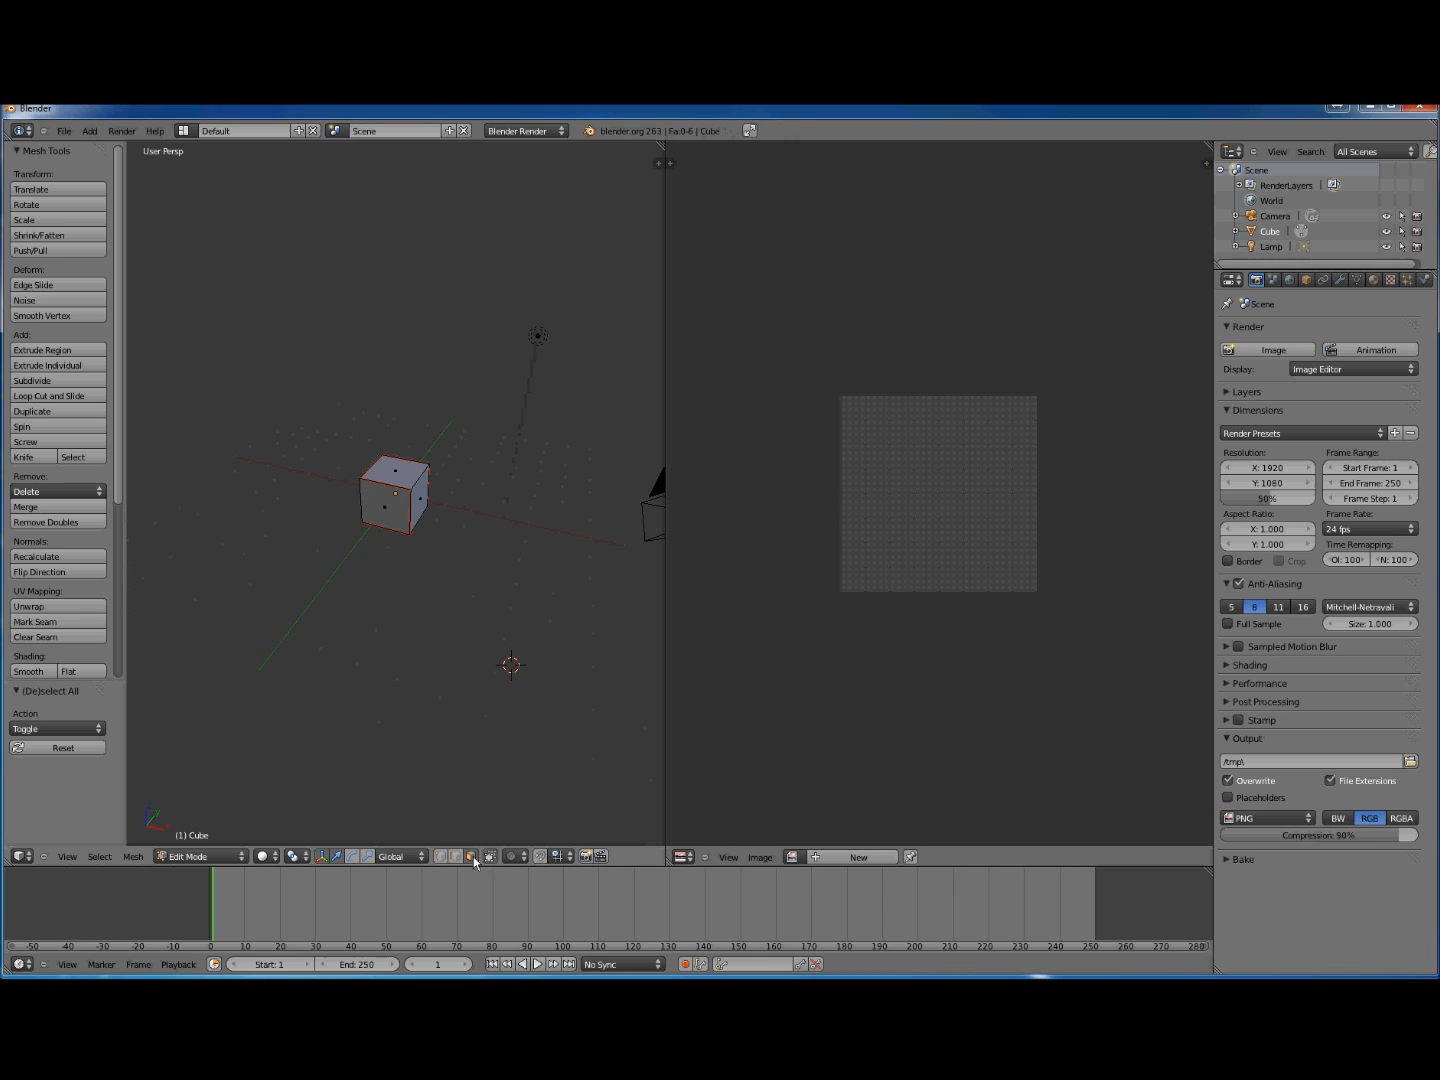 Blender
File Add Render Help Default Scene Blender Render blender.org 263 | Fa:0-6 | Cube
Mesh Tools
Transform:
Translate
Rotate
Scale
Shrink/Fatten
Push/Pull
Deform:
Edge Slide
Noise
Smooth Vertex
Add:
Extrude Region
Extrude Individual
Subdivide
Loop Cut and Slide
Duplicate
Spin
Screw
Knife Select
Remove:
Delete
Merge
Remove Doubles
Normals:
Recalculate
Flip Direction
UV Mapping:
Unwrap
Mark Seam
Clear Seam
Shading:
Smooth Flat
(De)select All
Action
Toggle
Reset
User Persp
(1) Cube
View Select Mesh Edit Mode Global
View Image New
View Search All Scenes
Scene
RenderLayers
World
Camera
Cube
Lamp
Scene
Render
Image Animation
Display: Image Editor
Layers
Dimensions
Render Presets
Resolution: Frame Range:
X: 1920 Start Frame: 1
Y: 1080 End Frame: 250
50% Frame Step: 1
Aspect Ratio: Frame Rate:
X: 1.000 24 fps
Y: 1.000 Time Remapping:
Border Crop OI: 100 N: 100
Anti-Aliasing
5 8 11 16 Mitchell-Netravali
Full Sample Size: 1.000
Sampled Motion Blur
Shading
Performance
Post Processing
Stamp
Output
/tmp\
Overwrite File Extensions
Placeholders
PNG BW RGB RGBA
Compression: 90%
Bake
-50 -40 -30 -20 -10 0 10 20 30 40 50 60 70 80 90 100 110 120 130 140 150 160 170 180 190 200 210 220 230 240 250 260 270 280
View Marker Frame Playback Start: 1 End: 250 1 No Sync